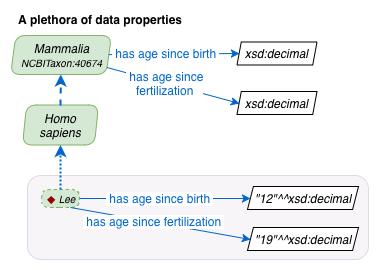 A plethora of data properties
Mammalia
NCBITaxon:40674
has age since birth
xsd:decimal
has age since
fertilization
xsd:decimal
Homo
sapiens
Lee
has age since birth
"12"^^xsd:decimal
has age since fertilization
"19"^^xsd:decimal